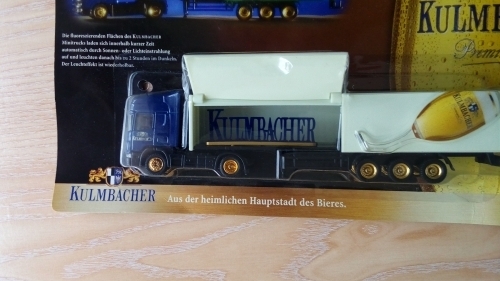 Die fluoreszierenden Flächen des KULMBACHER
Minitrucks laden sich innerhalb kurzer Zeit
automatisch durch Sonnen- oder Lichteinstrahlung
auf und leuchten danach bis zu 2 Stunden im Dunkeln.
Der Leuchteffekt ist wiederholbar.
KULMB
Premi
KULMBACHER
KULMBACHER
Aus der heimlichen Hauptstadt des Bieres.